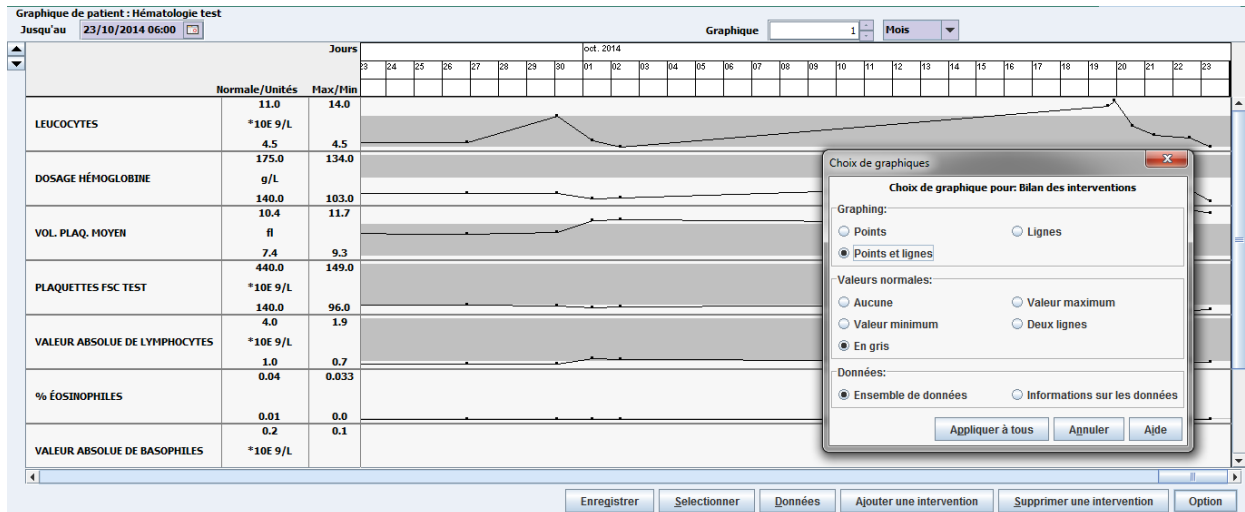 Graphique de patient : Hématologie test
Jusqu'au 23/10/2014 06:00 Graphique 1 Mois
Jours oct. 2014
23 24 25 26 27 28 29 30 01 02 03 04 05 06 07 08 09 10 11 12 13 14 15 16 17 18 19 20 21 22 23
Normale/Unités Max/Min
11.0 14.0
LEUCOCYTES *10E 9/L
4.5 4.5
175.0 134.0
DOSAGE HÉMOGLOBINE g/L
140.0 103.0
10.4 11.7
VOL. PLAQ. MOYEN fl
7.4 9.3
440.0 149.0
PLAQUETTES FSC TEST *10E 9/L
140.0 96.0
4.0 1.9
VALEUR ABSOLUE DE LYMPHOCYTES *10E 9/L
1.0 0.7
0.04 0.033
% ÉOSINOPHILES
0.01 0.0
0.2 0.1
VALEUR ABSOLUE DE BASOPHILES *10E 9/L
Choix de graphiques
Choix de graphique pour: Bilan des interventions
Graphing:
Points Lignes
Points et lignes
Valeurs normales:
Aucune Valeur maximum
Valeur minimum Deux lignes
En gris
Données:
Ensemble de données Informations sur les données
Appliquer à tous Annuler Aide
Enregistrer Selectionner Données Ajouter une intervention Supprimer une intervention Option